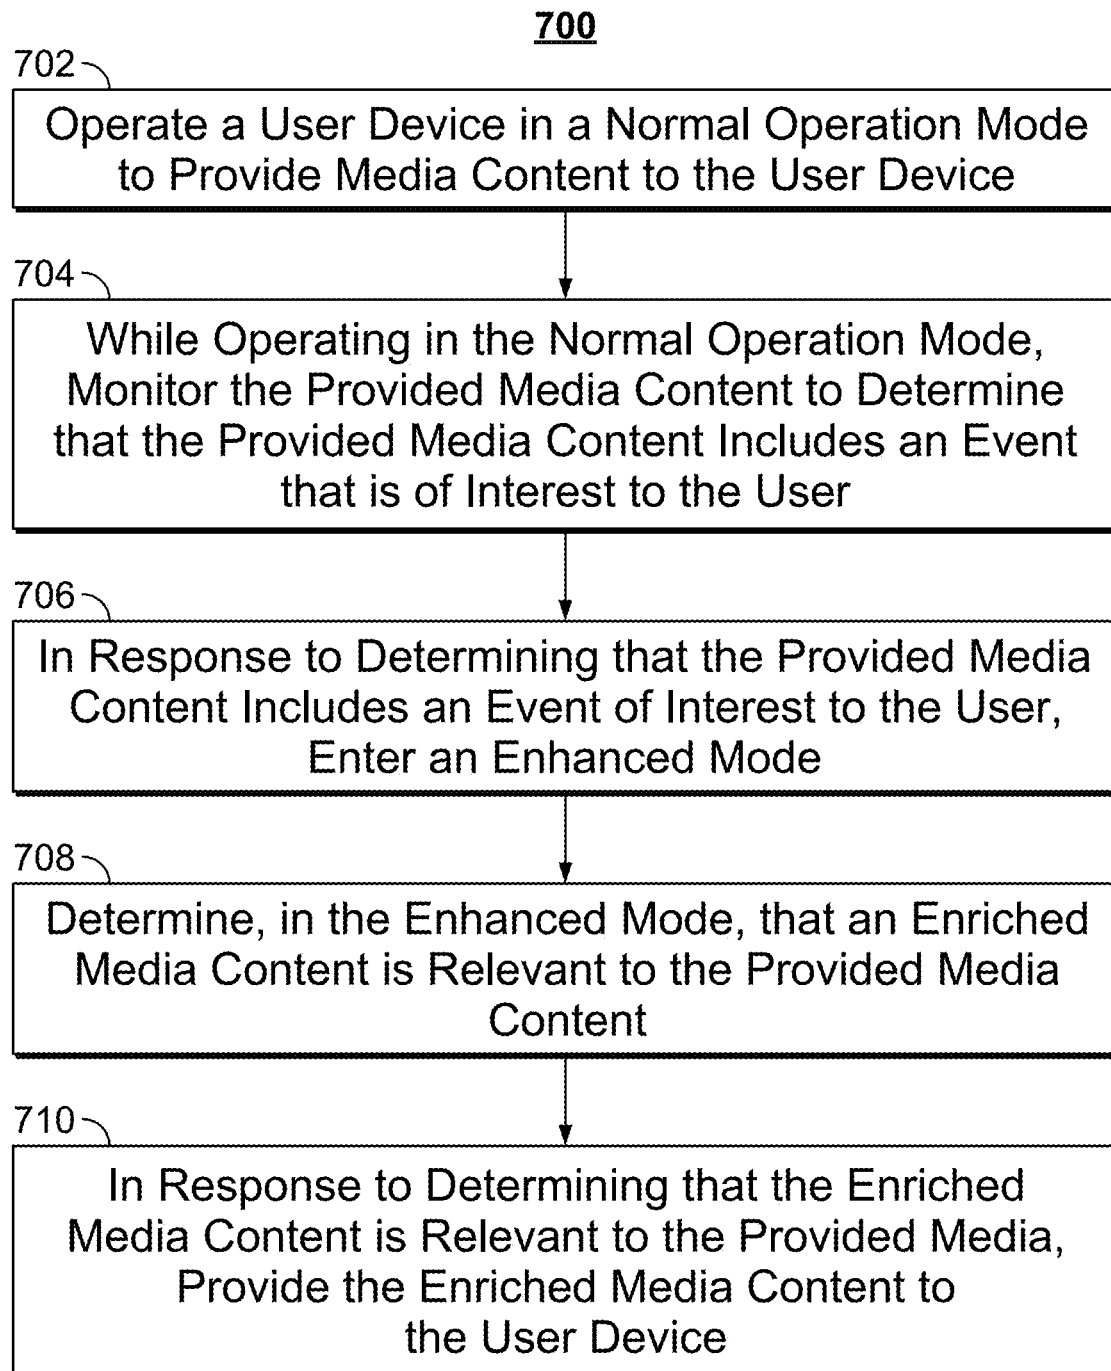 700
702
Operate a User Device in a Normal Operation Mode
to Provide Media Content to the User Device
704
While Operating in the Normal Operation Mode,
Monitor the Provided Media Content to Determine
that the Provided Media Content Includes an Event
that is of Interest to the User
706
In Response to Determining that the Provided Media
Content Includes an Event of Interest to the User,
Enter an Enhanced Mode
708
Determine, in the Enhanced Mode, that an Enriched
Media Content is Relevant to the Provided Media
Content
710
In Response to Determining that the Enriched
Media Content is Relevant to the Provided Media,
Provide the Enriched Media Content to
the User Device